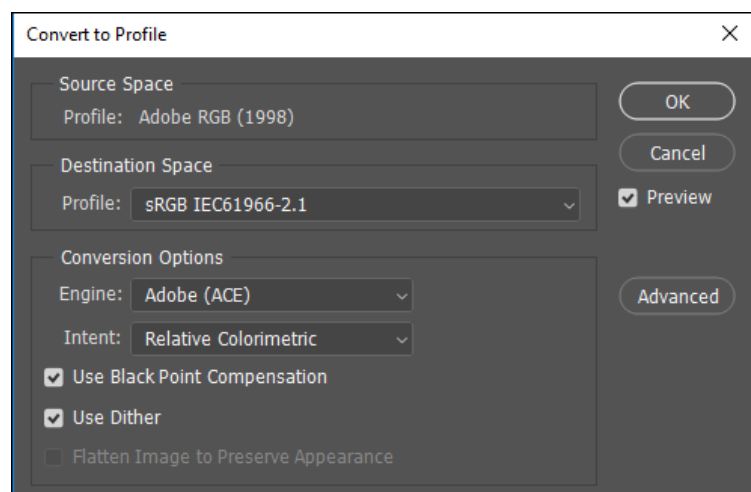 Convert to Profile
Source Space
Profile: Adobe RGB (1998)
OK
Cancel
Destination Space
Profile: sRGB IEC61966-2.1
Preview
Conversion Options
Engine: Adobe (ACE)
Advanced
Intent: Relative Colorimetric
Use Black Point Compensation
Use Dither
Flatten Image to Preserve Appearance